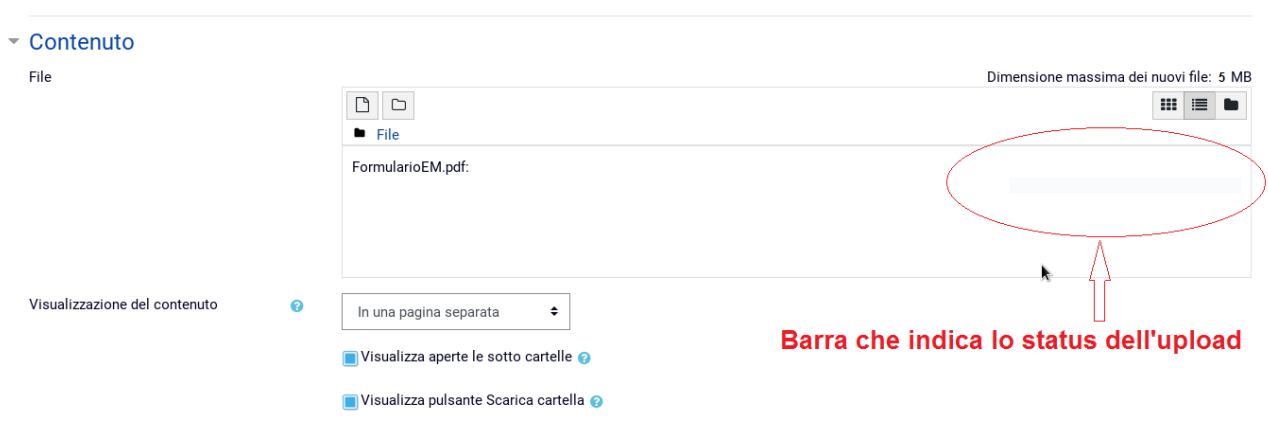 Contenuto
File
Dimensione massima dei nuovi file: 5 MB
File
FormularioEM.pdf:
Visualizzazione del contenuto
In una pagina separata
Barra che indica lo status dell'upload
Visualizza aperte le sotto cartelle
Visualizza pulsante Scarica cartella